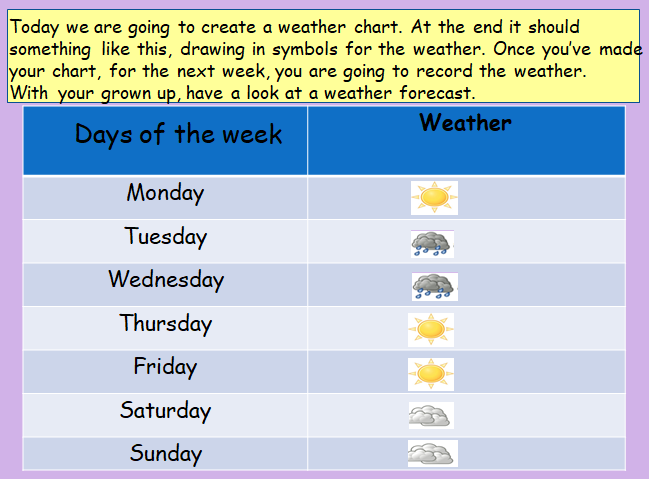 Today we are going to create a weather chart. At the end it should
something like this, drawing in symbols for the weather. Once you've made
your chart, for the next week, you are going to record the weather.
With your grown up, have a look at a weather forecast.
Days of the week Weather
Monday
Tuesday
Wednesday
Thursday
Friday
Saturday
Sunday